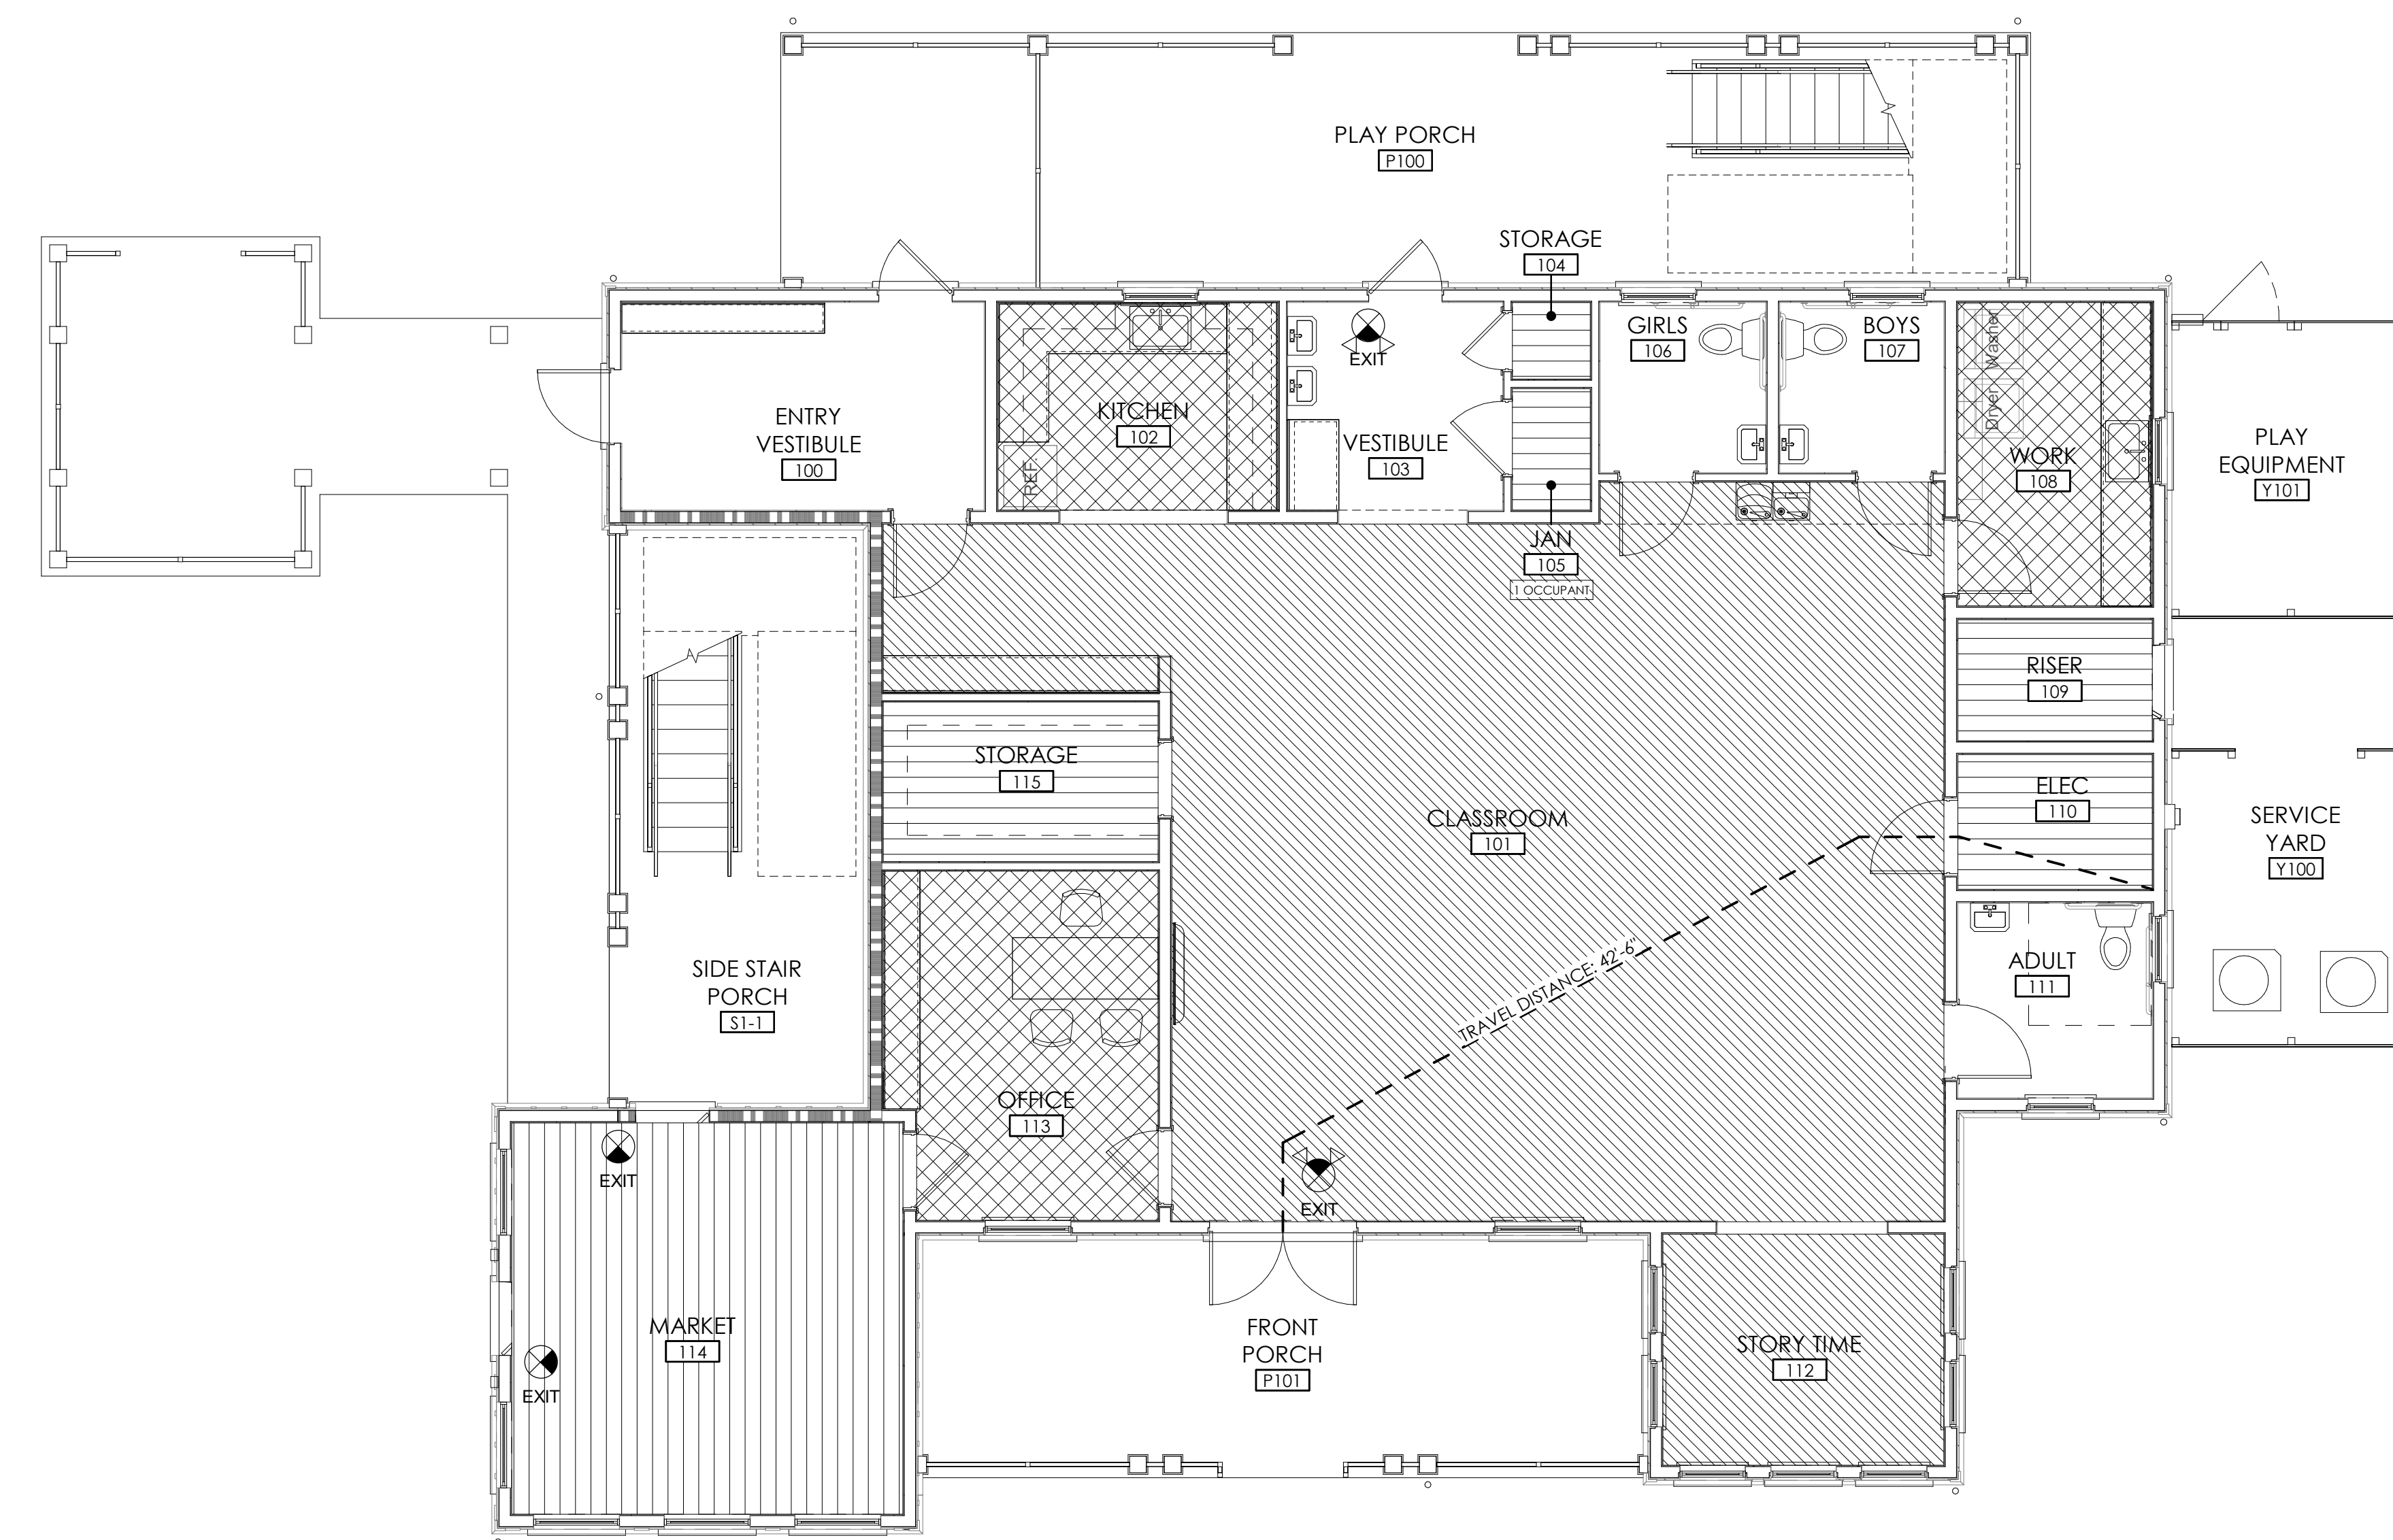 PLAY PORCH
P100
STORAGE
104
ENTRY
VESTIBULE
100
KITCHEN
102
REF.
EXIT
VESTIBULE
103
GIRLS
106
BOYS
107
Washer
Dryer
WORK
108
PLAY
EQUIPMENT
Y101
JAN
105
1 OCCUPANT
RISER
109
STORAGE
115
ELEC
110
CLASSROOM
101
SERVICE
YARD
Y100
TRAVEL DISTANCE: 42'-6"
SIDE STAIR
PORCH
S1-1
ADULT
111
OFFICE
113
EXIT
EXIT
MARKET
114
EXIT
FRONT
PORCH
P101
STORY TIME
112